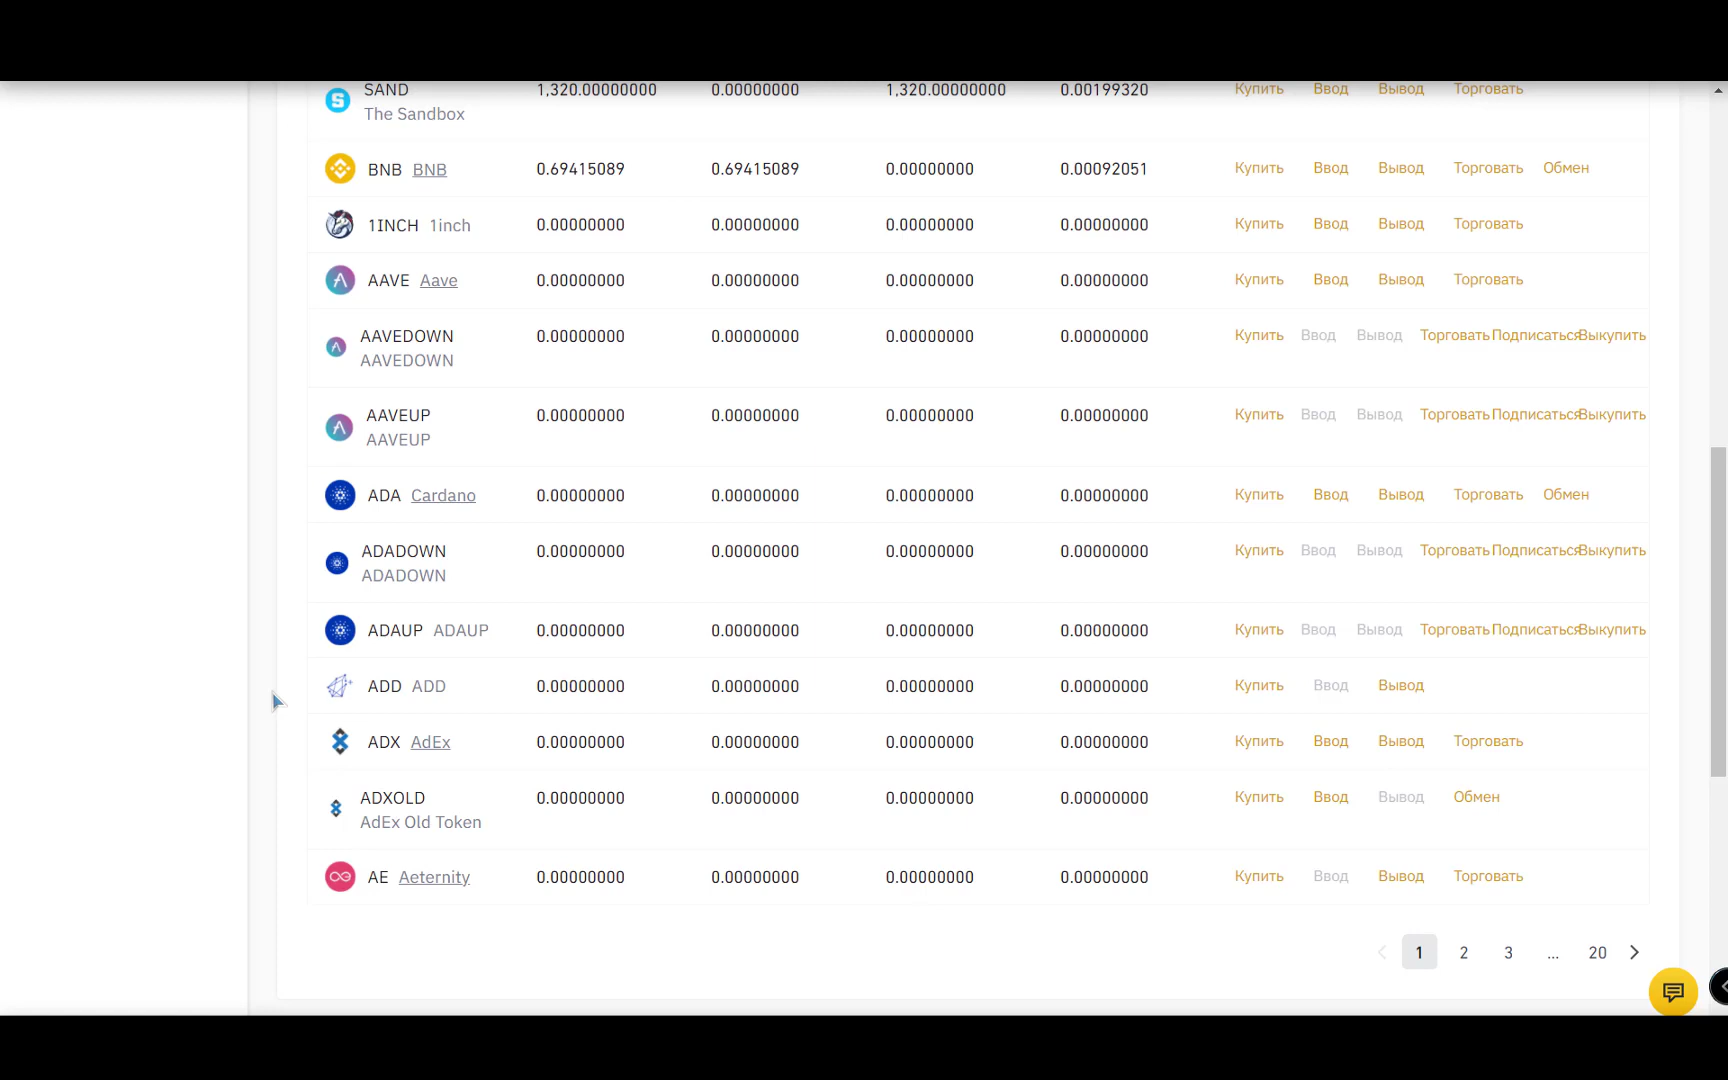 SAND 1,320.00000000 0.00000000 1,320.00000000 0.00199320 Купить Ввод Вывод Торговать
The Sandbox
BNB BNB 0.69415089 0.69415089 0.00000000 0.00092051 Купить Ввод Вывод Торговать Обмен
1INCH 1inch 0.00000000 0.00000000 0.00000000 0.00000000 Купить Ввод Вывод Торговать
AAVE Aave 0.00000000 0.00000000 0.00000000 0.00000000 Купить Ввод Вывод Торговать
AAVEDOWN 0.00000000 0.00000000 0.00000000 0.00000000 Купить Ввод Вывод Торговать Подписаться Выкупить
AAVEDOWN
AAVEUP 0.00000000 0.00000000 0.00000000 0.00000000 Купить Ввод Вывод Торговать Подписаться Выкупить
AAVEUP
ADA Cardano 0.00000000 0.00000000 0.00000000 0.00000000 Купить Ввод Вывод Торговать Обмен
ADADOWN 0.00000000 0.00000000 0.00000000 0.00000000 Купить Ввод Вывод Торговать Подписаться Выкупить
ADADOWN
ADAUP ADAUP 0.00000000 0.00000000 0.00000000 0.00000000 Купить Ввод Вывод Торговать Подписаться Выкупить
ADD ADD 0.00000000 0.00000000 0.00000000 0.00000000 Купить Ввод Вывод
ADX AdEx 0.00000000 0.00000000 0.00000000 0.00000000 Купить Ввод Вывод Торговать
ADXOLD 0.00000000 0.00000000 0.00000000 0.00000000 Купить Ввод Вывод Обмен
AdEx Old Token
AE Aeternity 0.00000000 0.00000000 0.00000000 0.00000000 Купить Ввод Вывод Торговать
1 2 3 ... 20